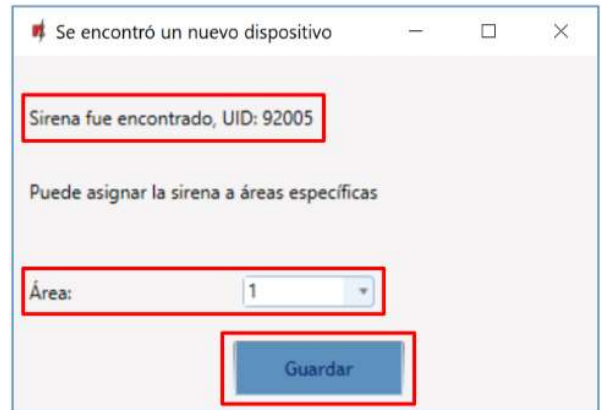 Se encontró un nuevo dispositivo
Sirena fue encontrado, UID: 92005
Puede asignar la sirena a áreas específicas
Área: 1
Guardar